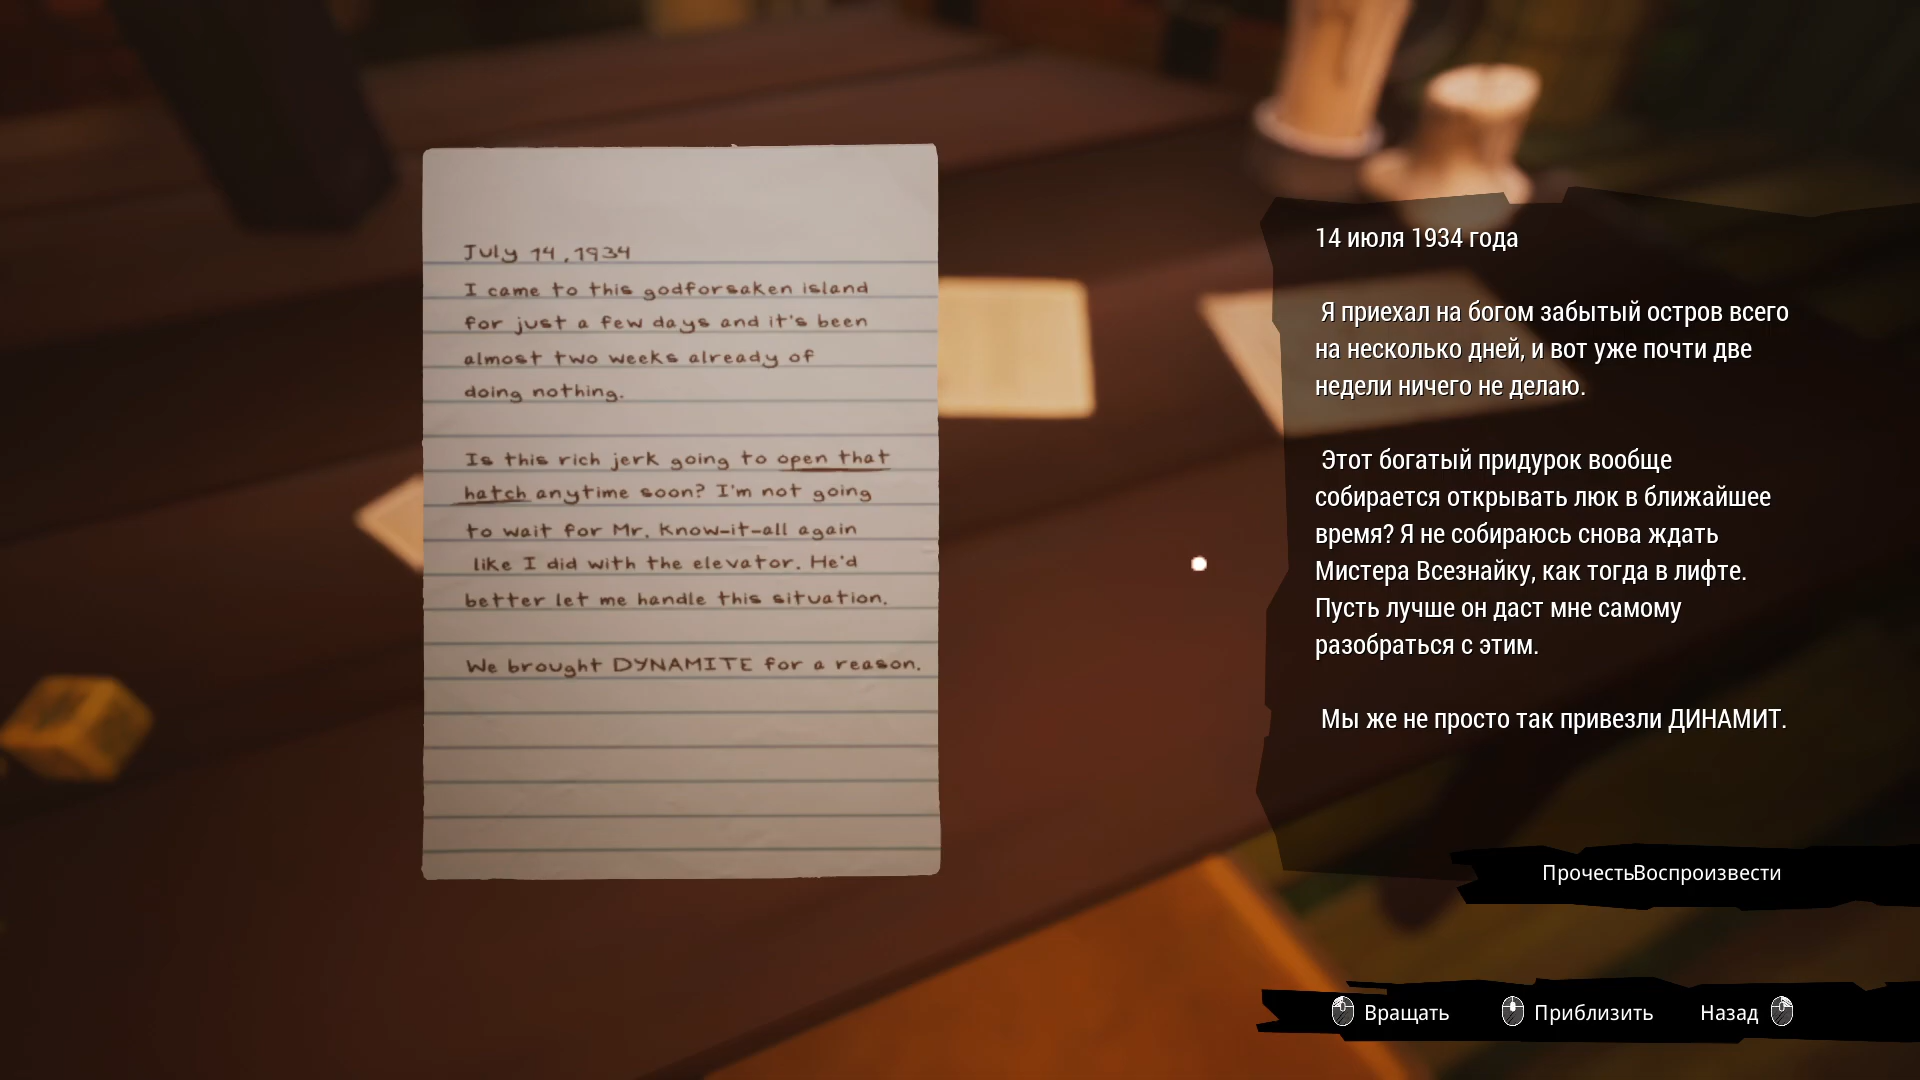 July 14, 1934
I came to this godforsaken island
for just a few days and it's been
almost two weeks already of
doing nothing.
Is this rich jerk going to open that
hatch anytime soon? I'm not going
to wait for Mr. Know-it-all again
like I did with the elevator. He'd
better let me handle this situation.
We brought DYNAMITE for a reason.
14 июля 1934 года
Я приехал на богом забытый остров всего
на несколько дней, и вот уже почти две
недели ничего не делаю.
Этот богатый придурок вообще
собирается открывать люк в ближайшее
время? Я не собираюсь снова ждать
Мистера Всезнайку, как тогда в лифте.
Пусть лучше он даст мне самому
разобраться с этим.
Мы же не просто так привезли ДИНАМИТ.
ПрочестьВоспроизвести
Вращать Приблизить Назад